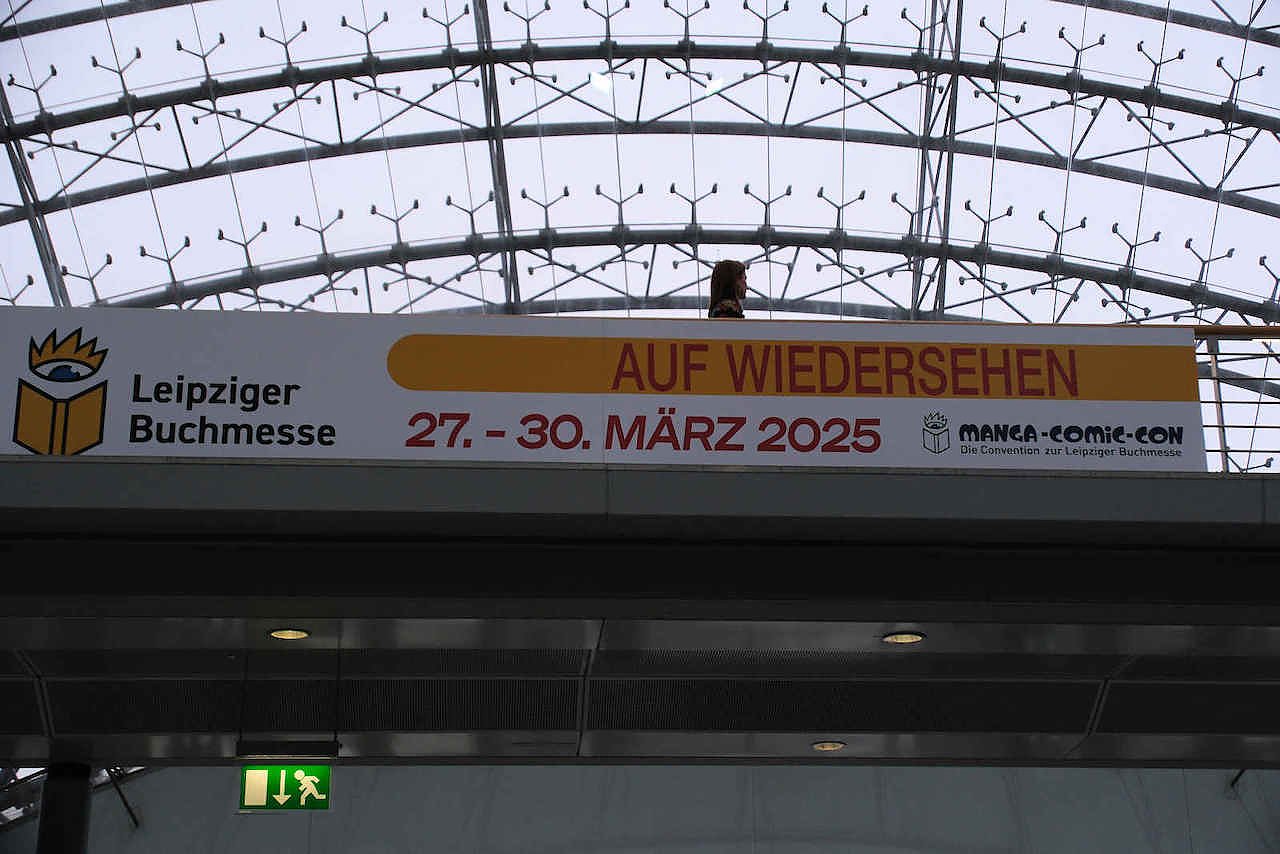 Leipziger
Buchmesse
AUF WIEDERSEHEN
27. - 30. MÄRZ 2025
MANGA-COMIC-CON
Die Convention zur Leipziger Buchmesse